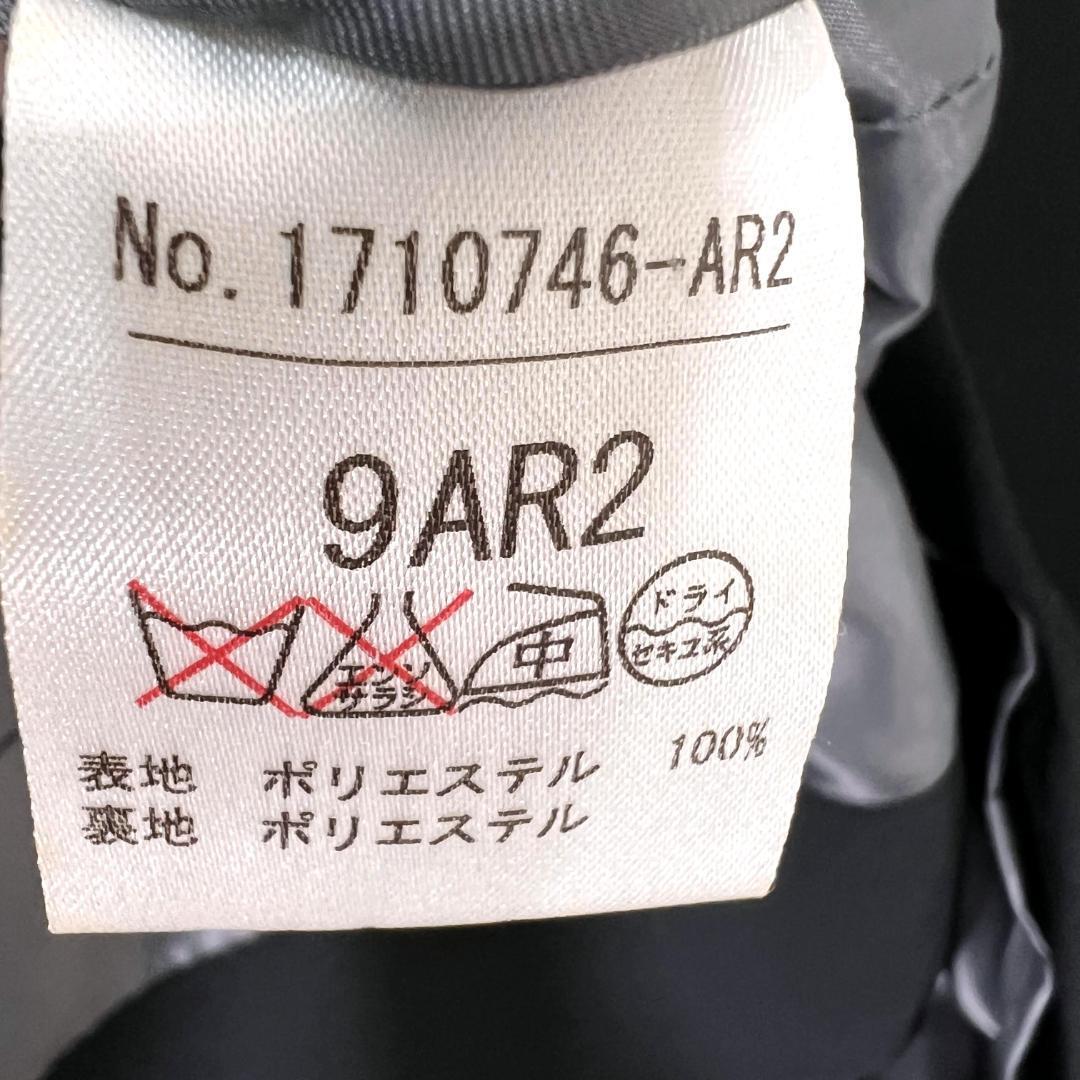 No. 1710746-AR2
9AR2
エンソ
サラシ
中
ドライ
セキユ系
表地 ポリエステル 100%
裏地 ポリエステル